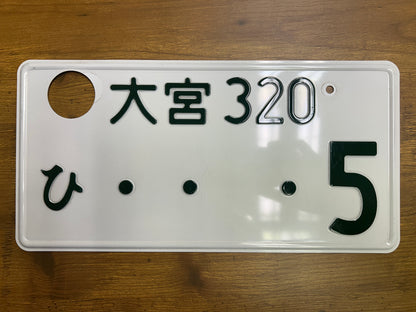 大宮 320
ひ ・ ・ ・ 5